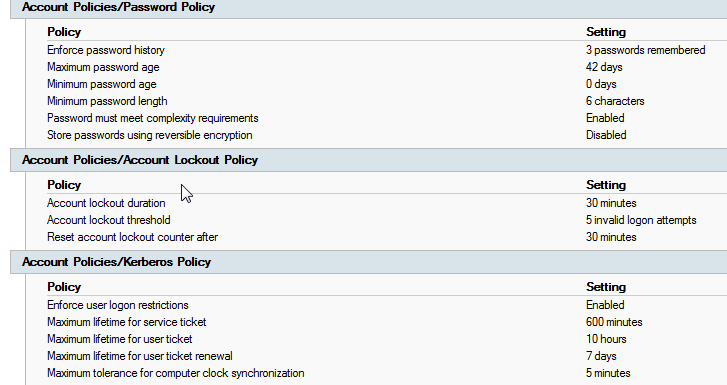 Account Policies/Password Policy
Policy Setting
Enforce password history 3 passwords remembered
Maximum password age 42 days
Minimum password age 0 days
Minimum password length 6 characters
Password must meet complexity requirements Enabled
Store passwords using reversible encryption Disabled
Account Policies/Account Lockout Policy
Policy Setting
Account lockout duration 30 minutes
Account lockout threshold 5 invalid logon attempts
Reset account lockout counter after 30 minutes
Account Policies/Kerberos Policy
Policy Setting
Enforce user logon restrictions Enabled
Maximum lifetime for service ticket 600 minutes
Maximum lifetime for user ticket 10 hours
Maximum lifetime for user ticket renewal 7 days
Maximum tolerance for computer clock synchronization 5 minutes